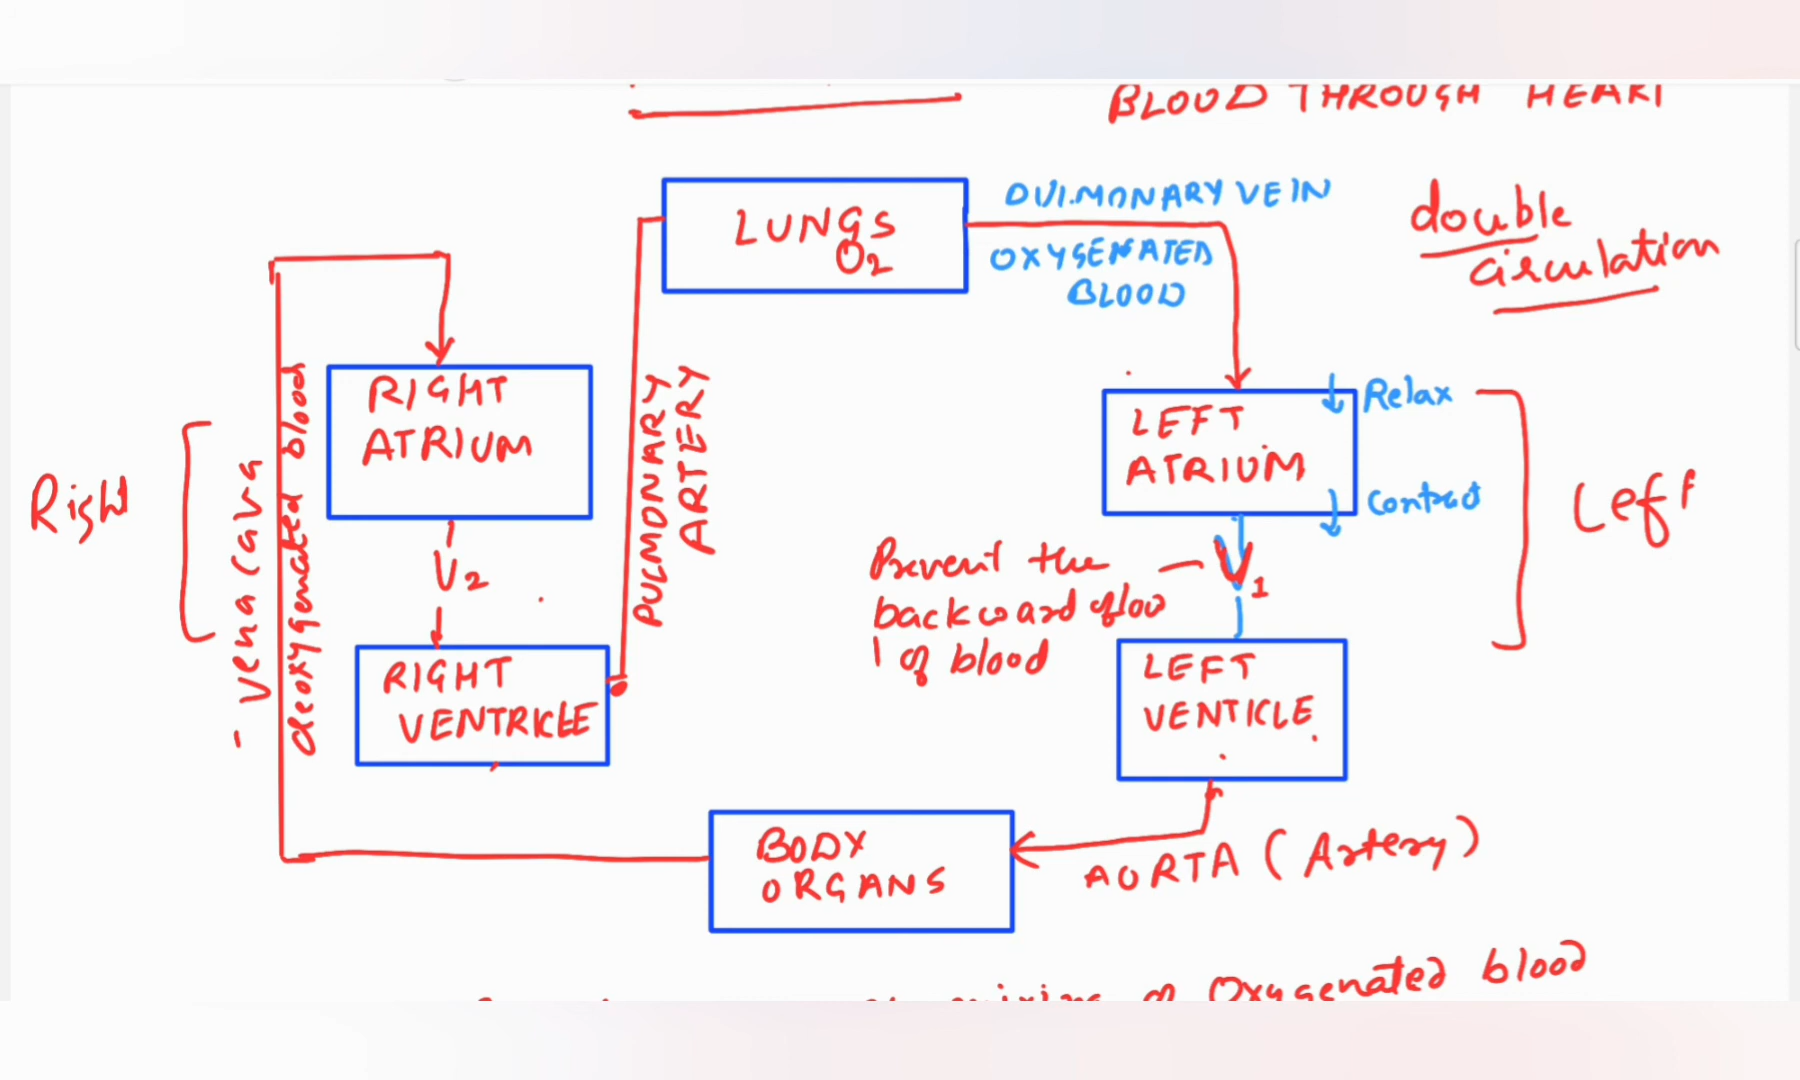 BLOOD THROUGH HEART
LUNGS
O2
PULMONARY VEIN
OXYGENATED
BLOOD
double
circulation
RIGHT
ATRIUM
LEFT
ATRIUM
Relax
Contract
Right
Left
- vena cava
deoxygenated blood
PULMONARY
ARTERY
V2
V1
Prevent the
backward flow
of blood
RIGHT
VENTRICLE
LEFT
VENTICLE
BODY
ORGANS
AORTA (Artery)
mixing of Oxygenated blood